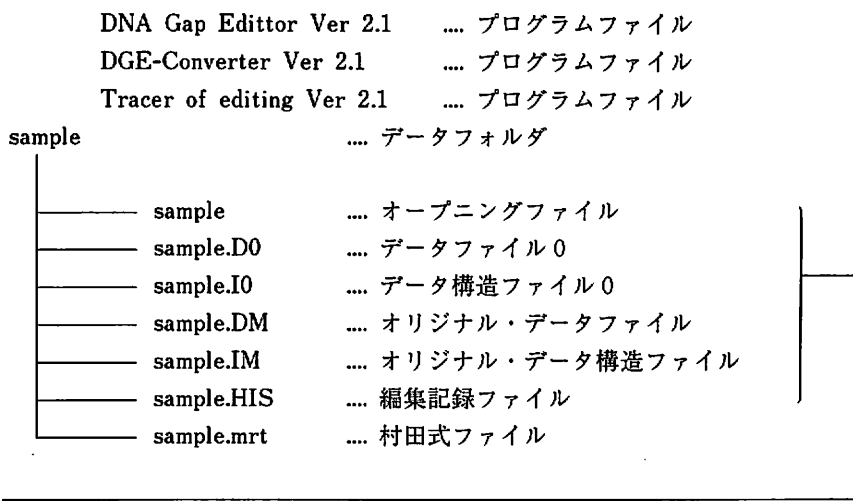 DNA Gap Edittor Ver 2.1 .... プログラムファイル
DGE-Converter Ver 2.1 .... プログラムファイル
Tracer of editing Ver 2.1 .... プログラムファイル
sample .... データフォルダ
sample .... オープニングファイル
sample.D0 .... データファイル0
sample.I0 .... データ構造ファイル0
sample.DM .... オリジナル・データファイル
sample.IM .... オリジナル・データ構造ファイル
sample.HIS .... 編集記録ファイル
sample.mrt .... 村田式ファイル